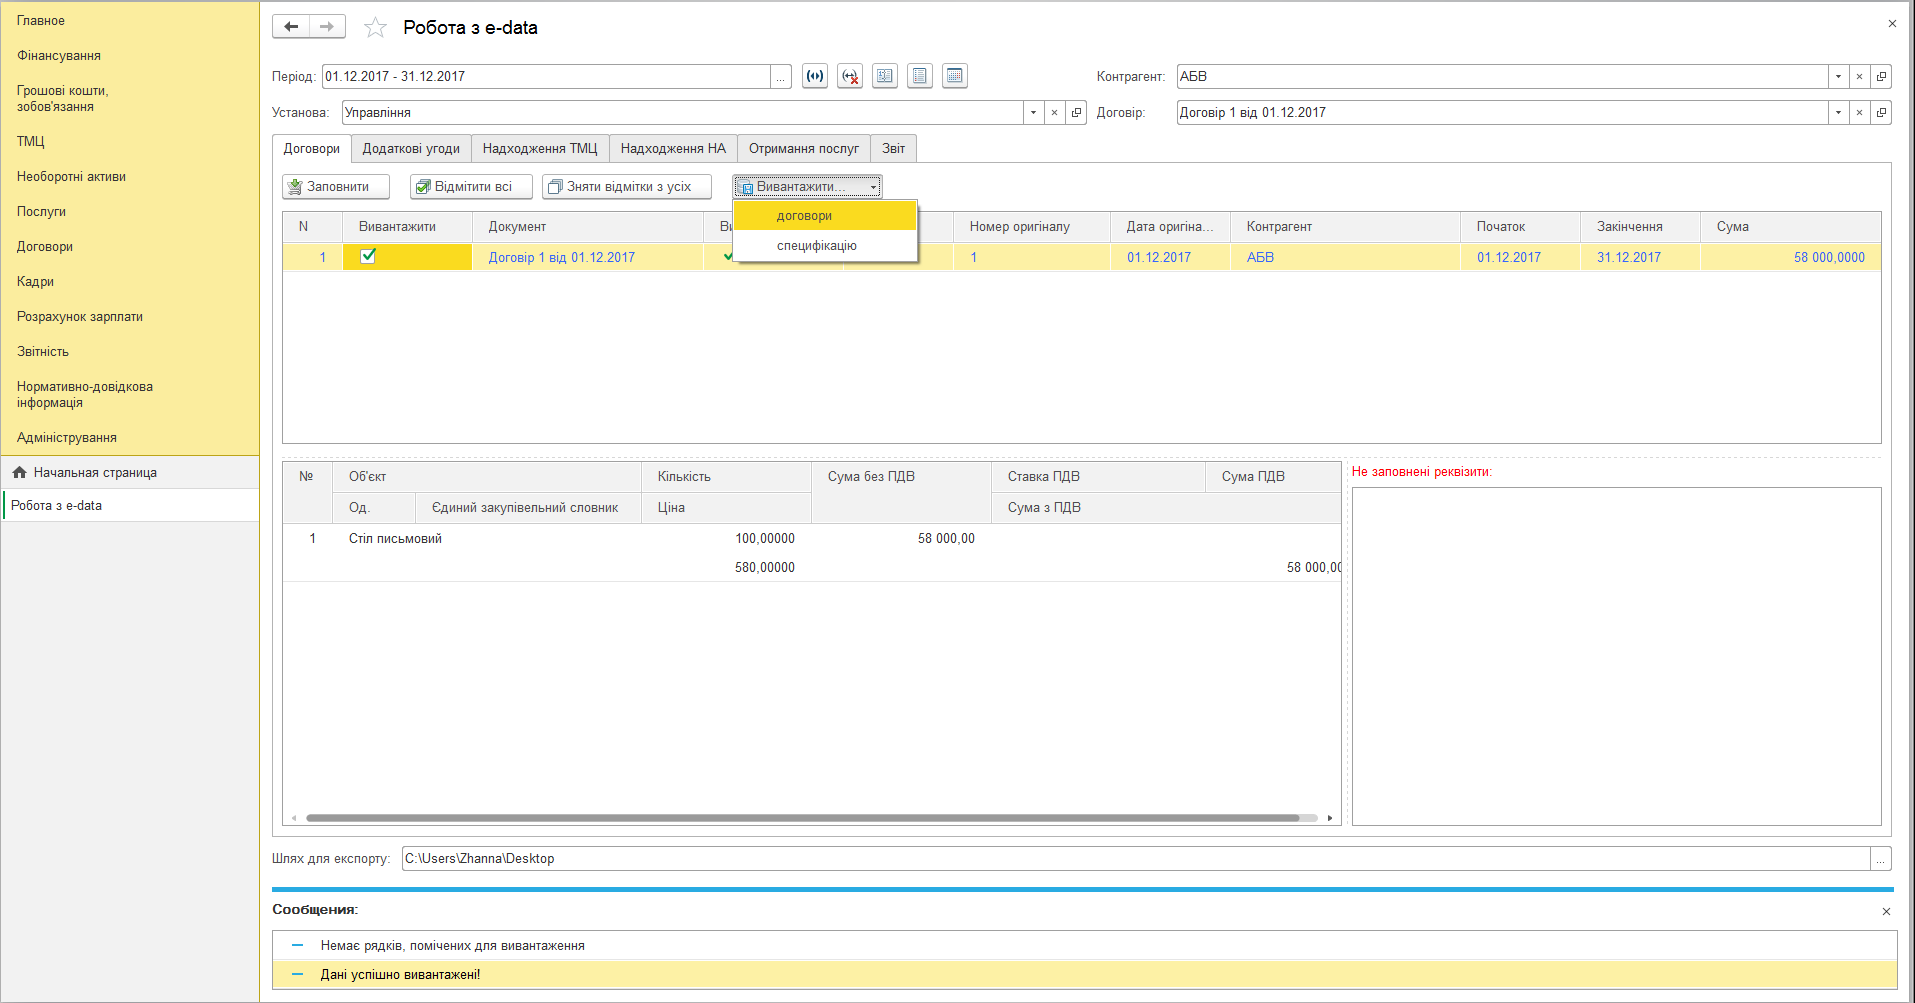 Главное
Фінансування
Грошові кошти,
зобов'язання
ТМЦ
Необоротні активи
Послуги
Договори
Кадри
Розрахунок зарплати
Звітність
Нормативно-довідкова
інформація
Адміністрування
Начальная страница
Робота з e-data
Робота з e-data
Період: 01.12.2017 - 31.12.2017 ... Контрагент: АБВ
Установа: Управління Договір: Договір 1 від 01.12.2017
Договори Додаткові угоди Надходження ТМЦ Надходження НА Отримання послуг Звіт
Заповнити Відмітити всі Зняти відмітки з усіх Вивантажити...
договори
специфікацію
N Вивантажити Документ Номер оригіналу Дата оригіна... Контрагент Початок Закінчення Сума
1 Договір 1 від 01.12.2017 1 01.12.2017 АБВ 01.12.2017 31.12.2017 58 000,0000
№ Об'єкт Кількість Сума без ПДВ Ставка ПДВ Сума ПДВ
Од. Єдиний закупівельний словник Ціна Сума з ПДВ
1 Стіл письмовий 100,00000 58 000,00
580,00000 58 000,00
Не заповнені реквізити:
Шлях для експорту: C:\Users\Zhanna\Desktop ...
Сообщения:
Немає рядків, помічених для вивантаження
Дані успішно вивантажені!